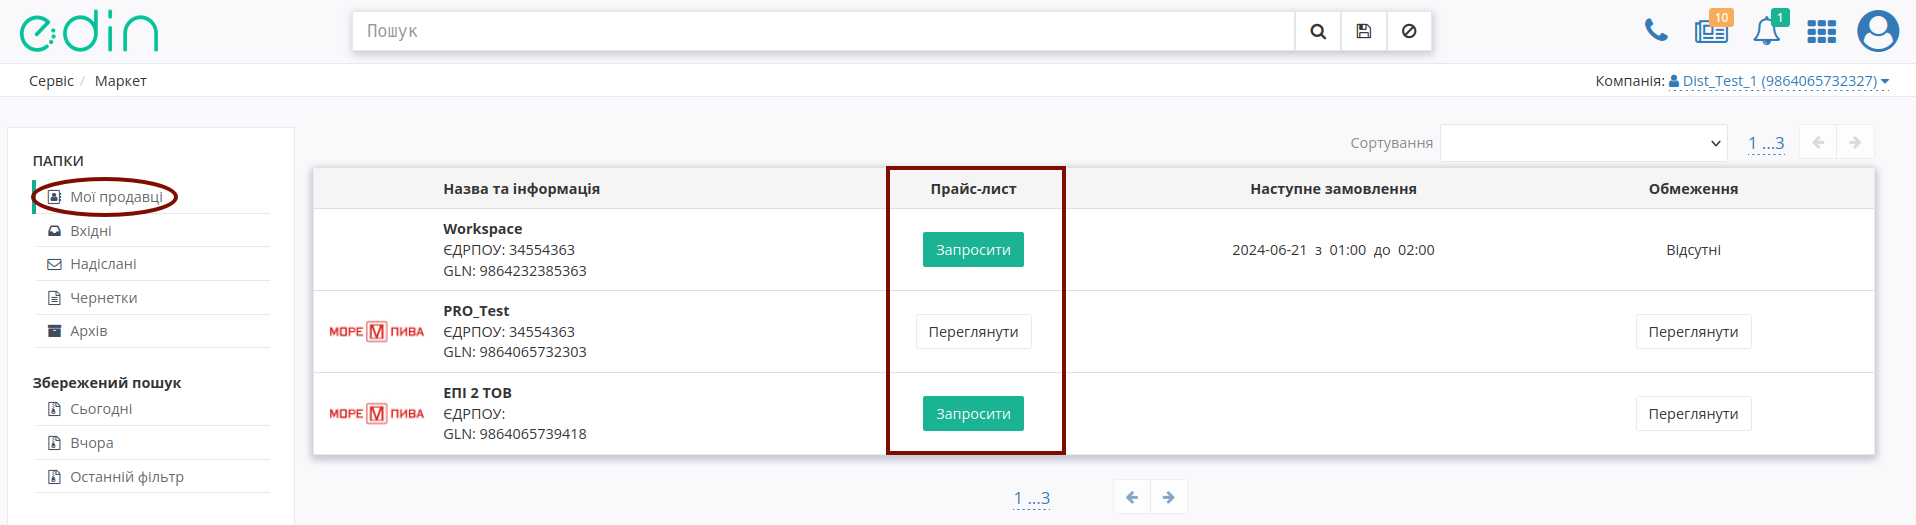 edin
Пошук
10
1
Сервіс / Маркет
Компанія: Dist_Test_1 (9864065732327)
ПАПКИ
Мої продавці
Вхідні
Надіслані
Чернетки
Архів
Збережений пошук
Сьогодні
Вчора
Останній фільтр
Сортування
1 ...3
Назва та інформація Прайс-лист Наступне замовлення Обмеження
Workspace
ЄДРПОУ: 34554363
GLN: 9864232385363
Запросити
2024-06-21 з 01:00 до 02:00
Відсутні
МОРЕ М ПИВА
PRO_Test
ЄДРПОУ: 34554363
GLN: 9864065732303
Переглянути
Переглянути
МОРЕ М ПИВА
ЕПІ 2 ТОВ
ЄДРПОУ:
GLN: 9864065739418
Запросити
Переглянути
1 ...3